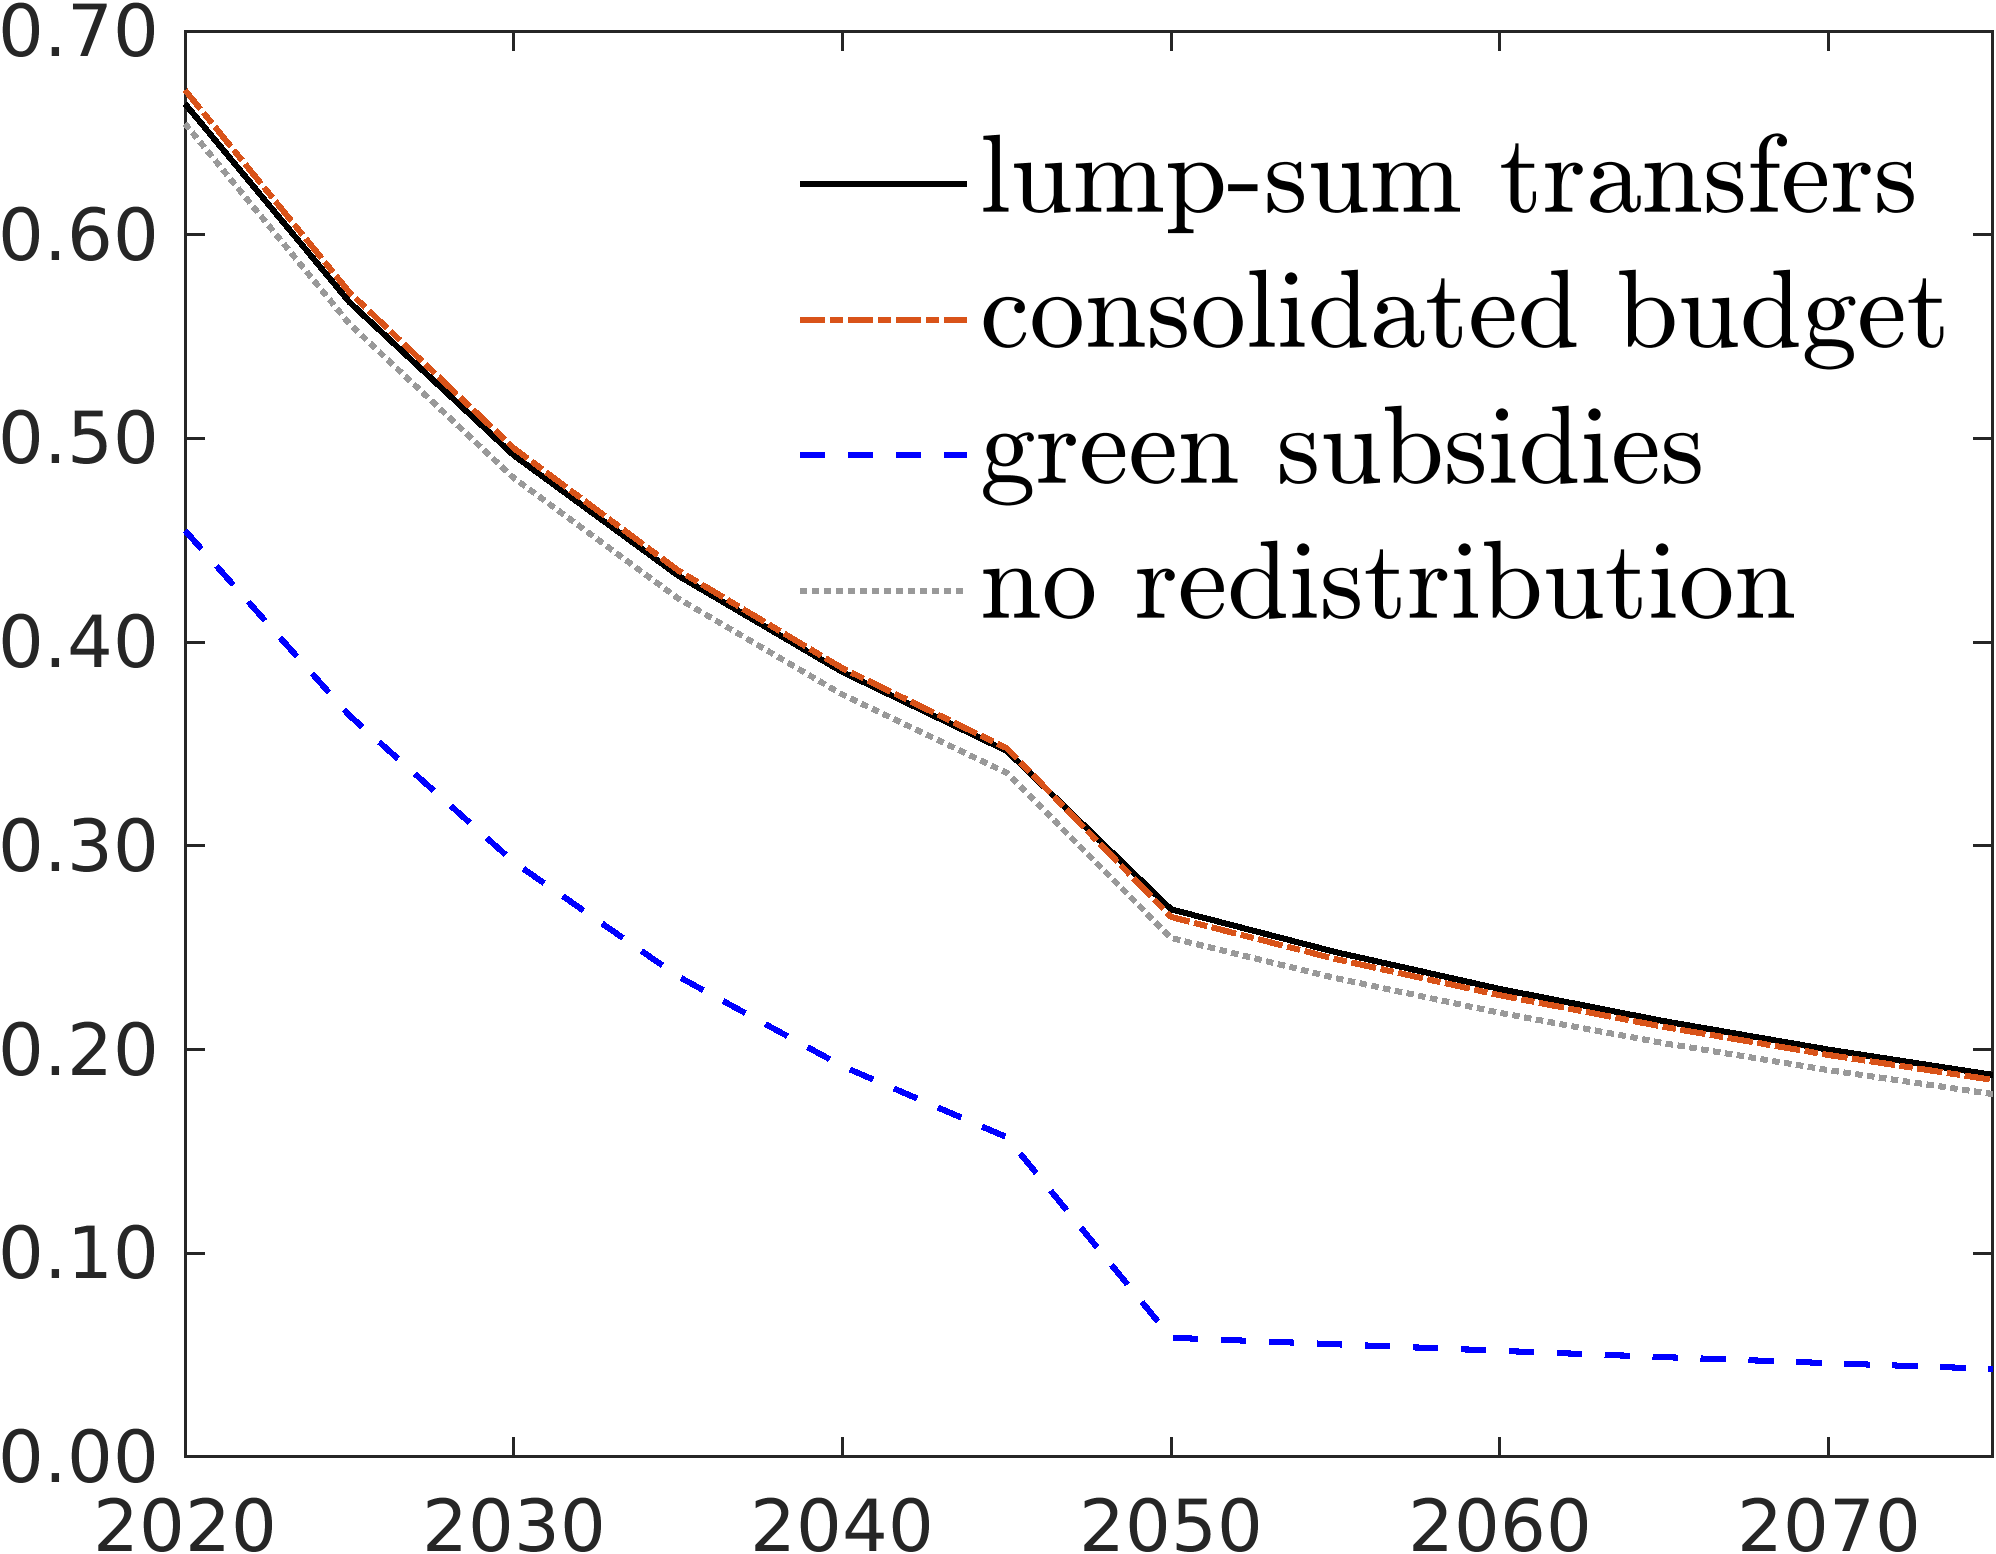 0.70
0.60
0.50
0.40
0.30
0.20
0.10
0.00
2020 2030 2040 2050 2060 2070
lump-sum transfers
consolidated budget
green subsidies
no redistribution